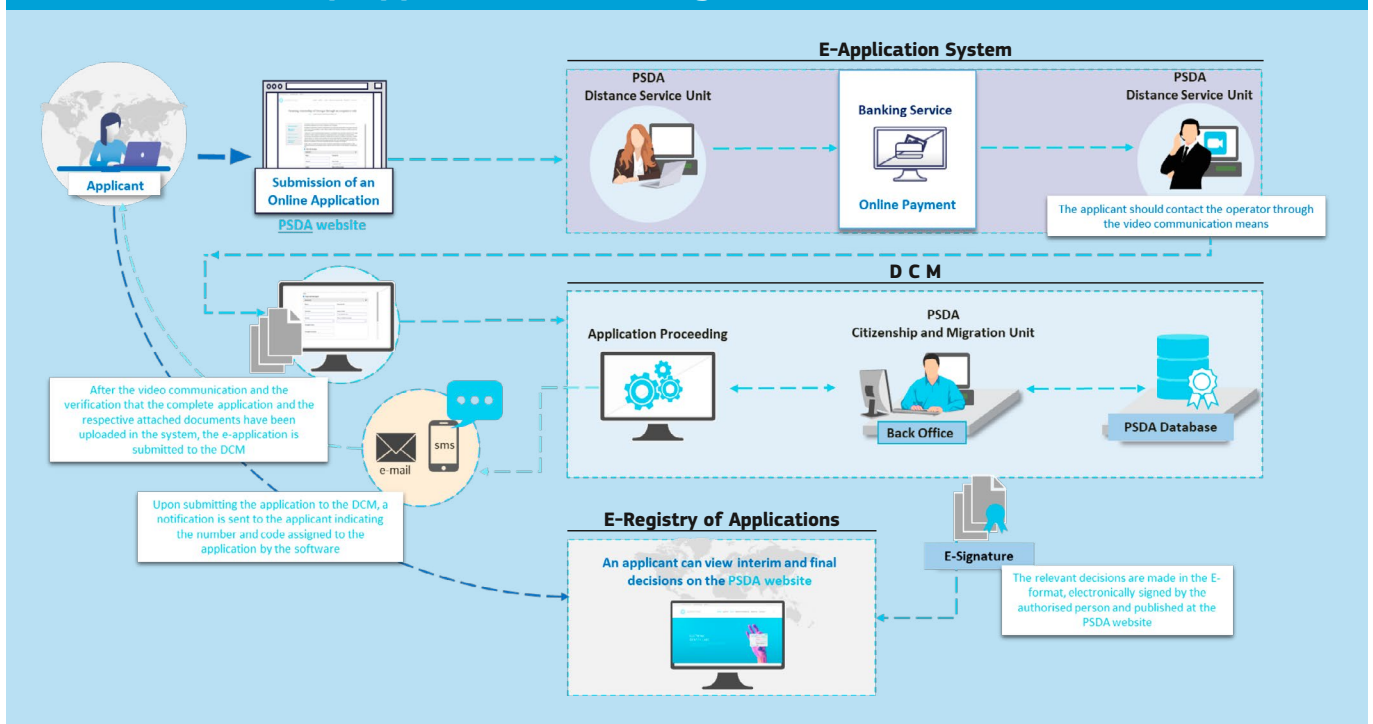 E-Application System
PSDA
Distance Service Unit
Banking Service
Online Payment
PSDA
Distance Service Unit
The applicant should contact the operator through
the video communication means
Applicant
Submission of an
Online Application
PSDA website
D C M
Application Proceeding
PSDA
Citizenship and Migration Unit
Back Office
PSDA Database
After the video communication and the
verification that the complete application and the
respective attached documents have been
uploaded in the system, the e-application is
submitted to the DCM
e-mail
sms
Upon submitting the application to the DCM, a
notification is sent to the applicant indicating
the number and code assigned to the
application by the software
E-Registry of Applications
An applicant can view interim and final
decisions on the PSDA website
E-Signature
The relevant decisions are made in the E-
format, electronically signed by the
authorised person and published at the
PSDA website